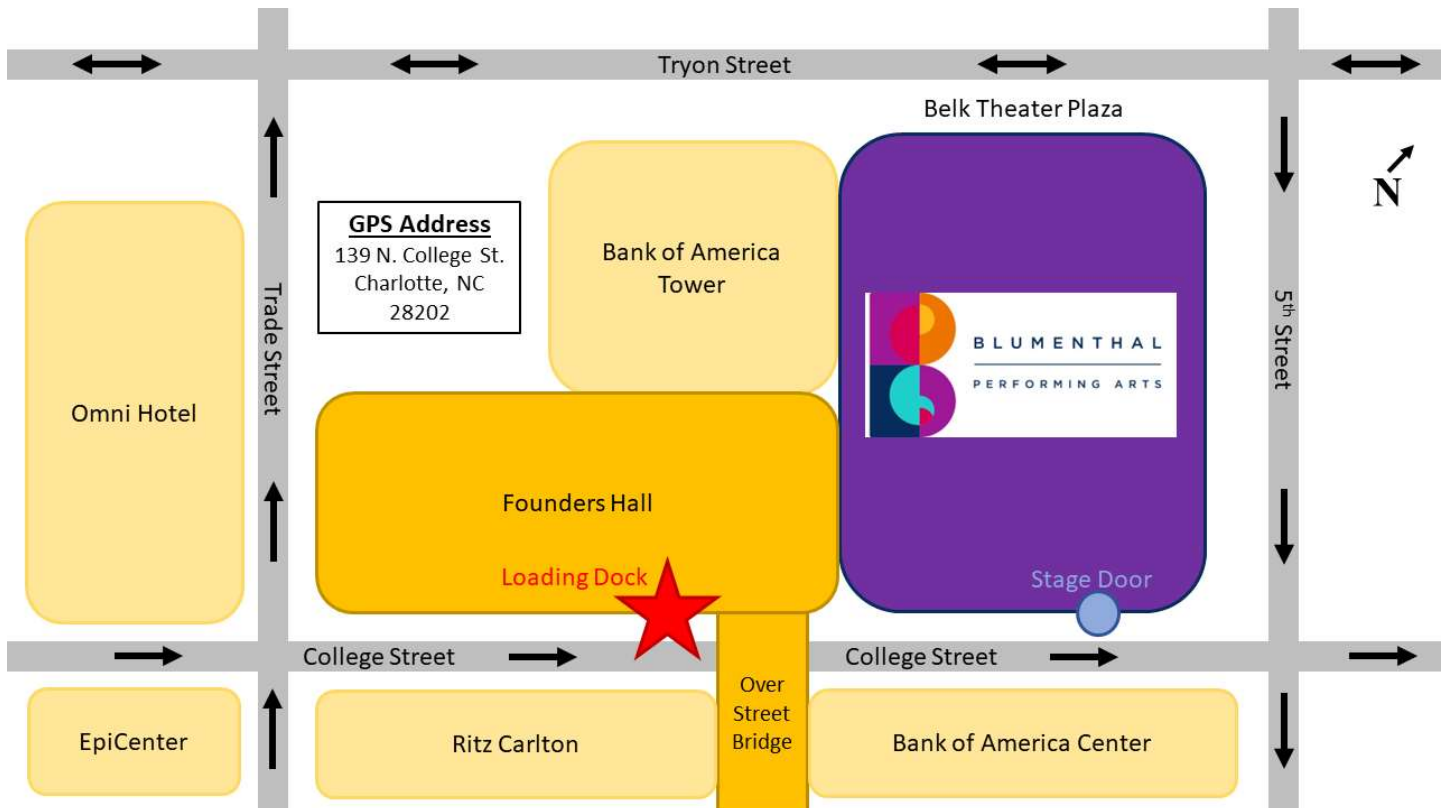 Tryon Street
Belk Theater Plaza
N
GPS Address
139 N. College St.
Charlotte, NC
28202
Bank of America
Tower
Trade Street
5th Street
BLUMENTHAL
PERFORMING ARTS
Omni Hotel
Founders Hall
Loading Dock
Stage Door
College Street
College Street
Over
Street
Bridge
EpiCenter
Ritz Carlton
Bank of America Center